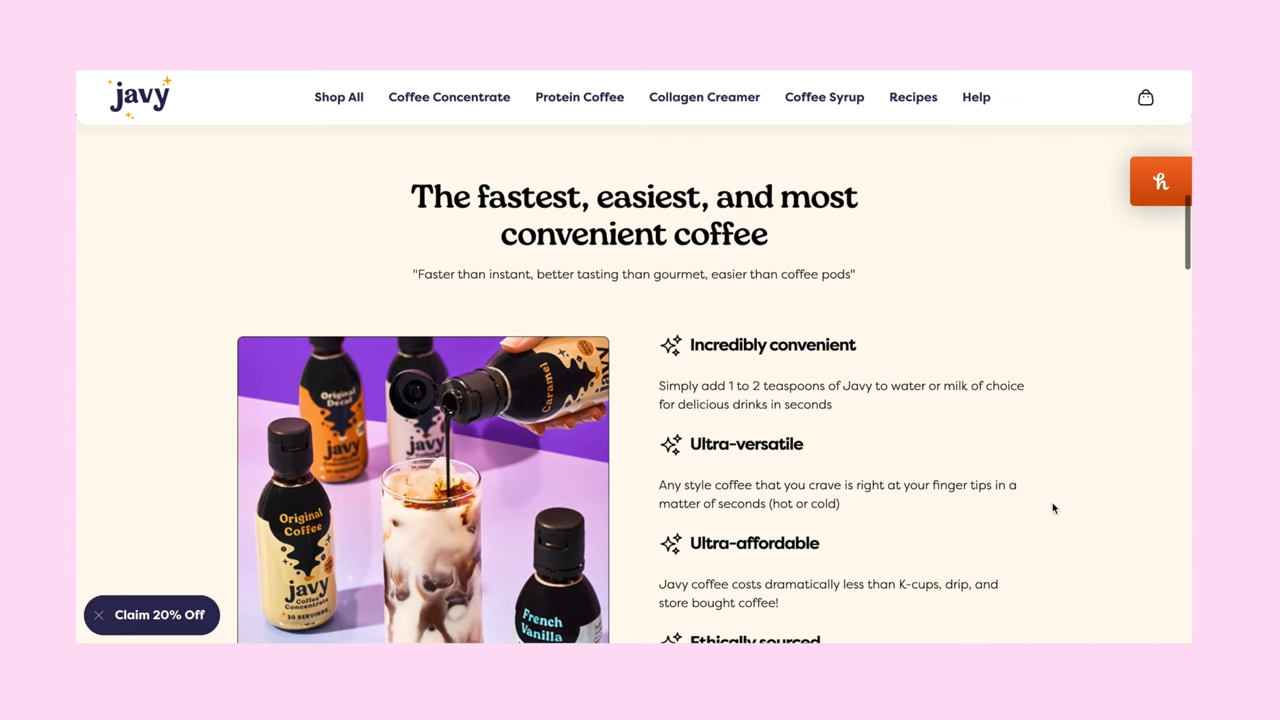 javy
Shop All
Coffee Concentrate
Protein Coffee
Collagen Creamer
Coffee Syrup
Recipes
Help
h
The fastest, easiest, and most
convenient coffee
"Faster than instant, better tasting than gourmet, easier than coffee pods"
Original
Decaf
javy
javy
Caramel
javy
Original
Coffee
javy
Coffee
Concentrate
30 SERVINGS
French
Vanilla
Incredibly convenient
Simply add 1 to 2 teaspoons of Javy to water or milk of choice
for delicious drinks in seconds
Ultra-versatile
Any style coffee that you crave is right at your finger tips in a
matter of seconds (hot or cold)
Ultra-affordable
Javy coffee costs dramatically less than K-cups, drip, and
store bought coffee!
Ethically sourced
Claim 20% Off